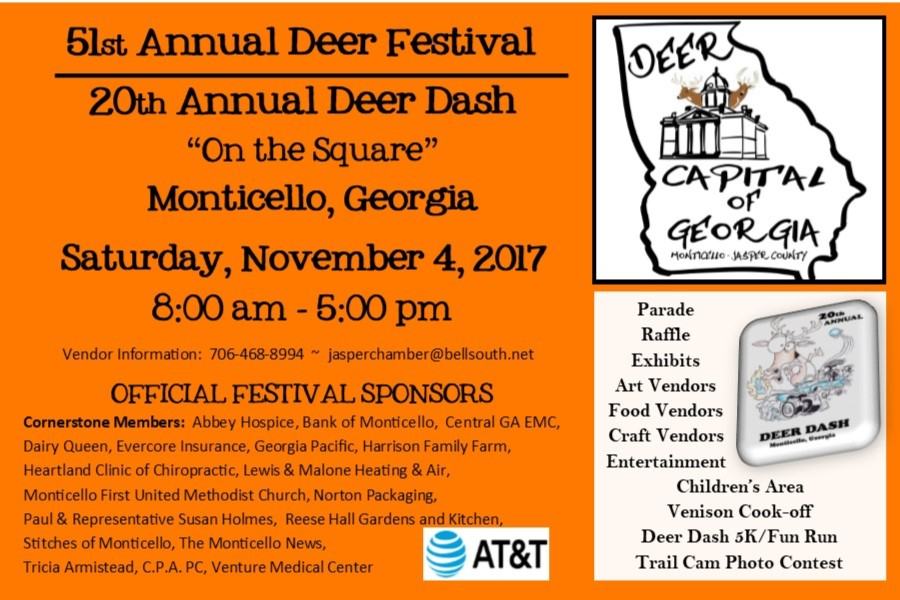 51st Annual Deer Festival
20th Annual Deer Dash
“On the Square”
Monticello, Georgia
Saturday, November 4, 2017
8:00 am - 5:00 pm
Vendor Information:  706-468-8994  ~  jasperchamber@bellsouth.net
OFFICIAL FESTIVAL SPONSORS
Cornerstone Members:  Abbey Hospice, Bank of Monticello,  Central GA EMC,
Dairy Queen, Evercore Insurance, Georgia Pacific, Harrison Family Farm,
Heartland Clinic of Chiropractic, Lewis & Malone Heating & Air,
Monticello First United Methodist Church, Norton Packaging,
Paul & Representative Susan Holmes,  Reese Hall Gardens and Kitchen,
Stitches of Monticello, The Monticello News,
Tricia Armistead, C.P.A. PC, Venture Medical Center
AT&T
DEER
CAPITAL
OF
GEORGIA
MONTICELLO - JASPER COUNTY
Parade
Raffle
Exhibits
Art Vendors
Food Vendors
Craft Vendors
Entertainment
Children's Area
Venison Cook-off
Deer Dash 5K/Fun Run
Trail Cam Photo Contest
20th
ANNUAL
DEER DASH
Monticello, Georgia